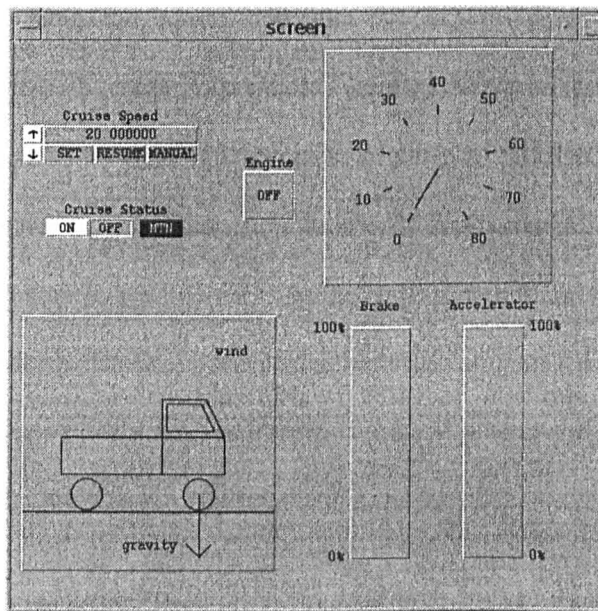 screen
Cruise Speed
↑ 20.000000
↓ SET RESUME MANUAL
Cruise Status
ON OFF
Engine
OFF
0 10 20 30 40 50 60 70 80
wind
gravity
Brake Accelerator
100% 100%
0% 0%